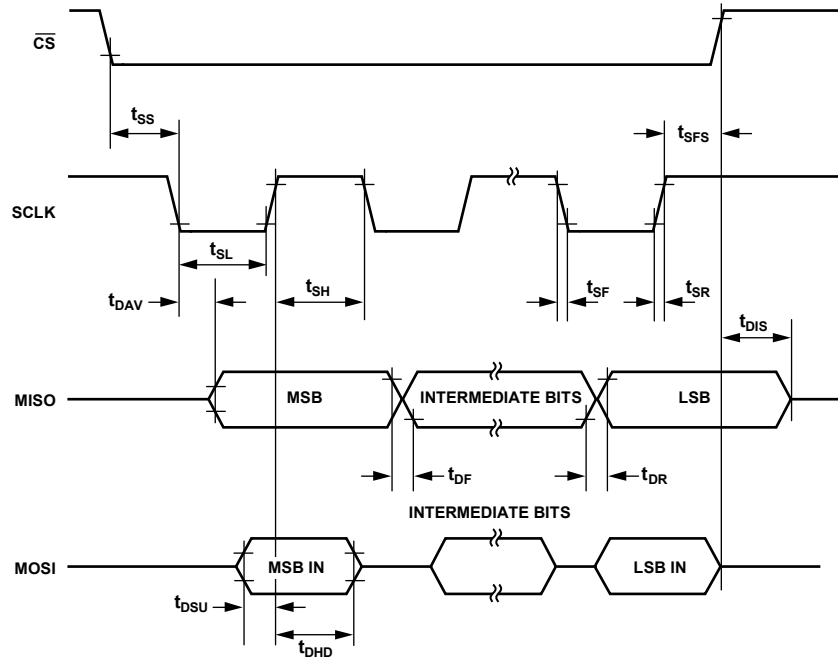 CS
tSS
tSFS
SCLK
tSL
tSH
tSF
tSR
tDAV
tDIS
MISO
MSB
INTERMEDIATE BITS
LSB
tDF
tDR
INTERMEDIATE BITS
MOSI
MSB IN
LSB IN
tDSU
tDHD